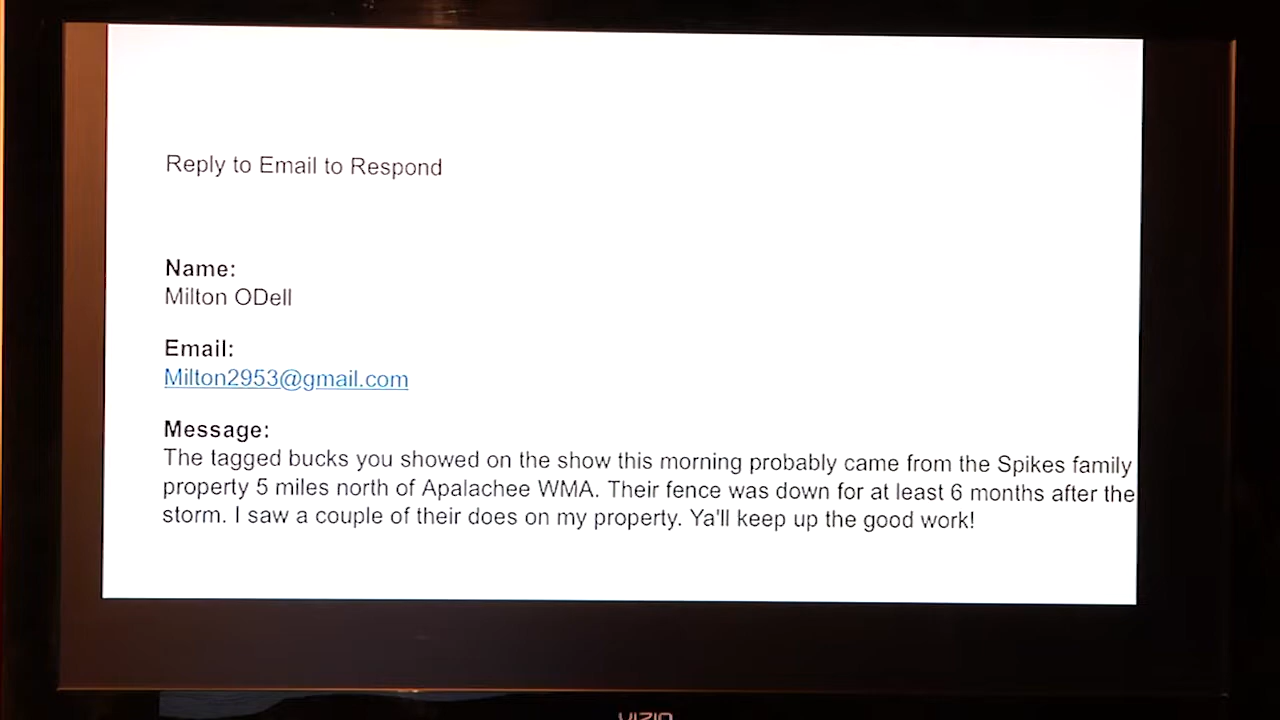 Reply to Email to Respond
Name:
Milton ODell
Email:
Milton2953@gmail.com
Message:
The tagged bucks you showed on the show this morning probably came from the Spikes family
property 5 miles north of Apalachee WMA. Their fence was down for at least 6 months after the
storm. I saw a couple of their does on my property. Ya'll keep up the good work!
VIZIO